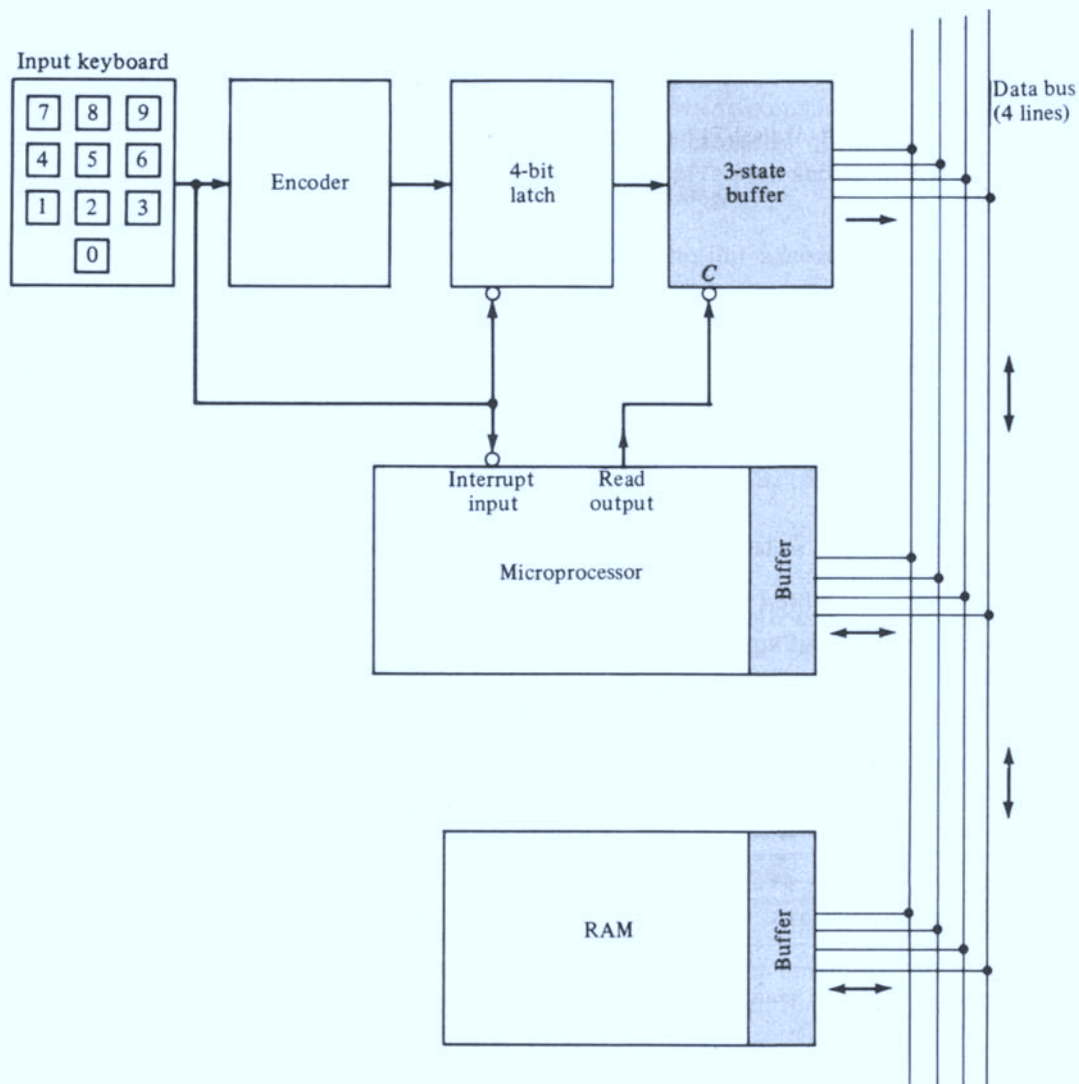 Input keyboard
7 8 9
4 5 6
1 2 3
0
Encoder
4-bit
latch
3-state
buffer
C
Data bus
(4 lines)
Interrupt
input
Read
output
Microprocessor
Buffer
RAM
Buffer